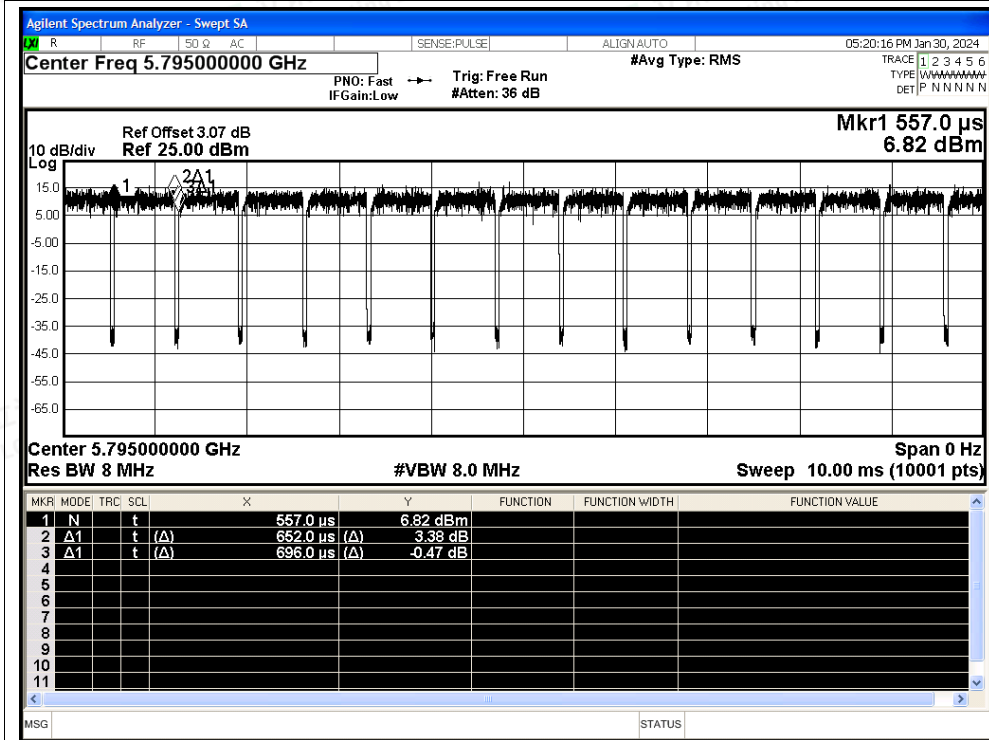 Agilent Spectrum Analyzer - Swept SA
LXI R RF 50 Ω AC SENSE:PULSE ALIGN AUTO 05:20:16 PM Jan 30, 2024
Center Freq 5.795000000 GHz
PNO: Fast
IFGain:Low
Trig: Free Run
#Atten: 36 dB
#Avg Type: RMS
TRACE 1 2 3 4 5 6
TYPE
DET P N N N N N
Mkr1 557.0 µs
6.82 dBm
Ref Offset 3.07 dB
10 dB/div Ref 25.00 dBm
Log
1 2Δ1
3Δ1
15.0
5.00
-5.00
-15.0
-25.0
-35.0
-45.0
-55.0
-65.0
Center 5.795000000 GHz Span 0 Hz
Res BW 8 MHz #VBW 8.0 MHz Sweep 10.00 ms (10001 pts)
MKR MODE TRC SCL X Y FUNCTION FUNCTION WIDTH FUNCTION VALUE
1 N t 557.0 µs 6.82 dBm
2 Δ1 t (Δ) 652.0 µs (Δ) 3.38 dB
3 Δ1 t (Δ) 696.0 µs (Δ) -0.47 dB
4
5
6
7
8
9
10
11
MSG STATUS